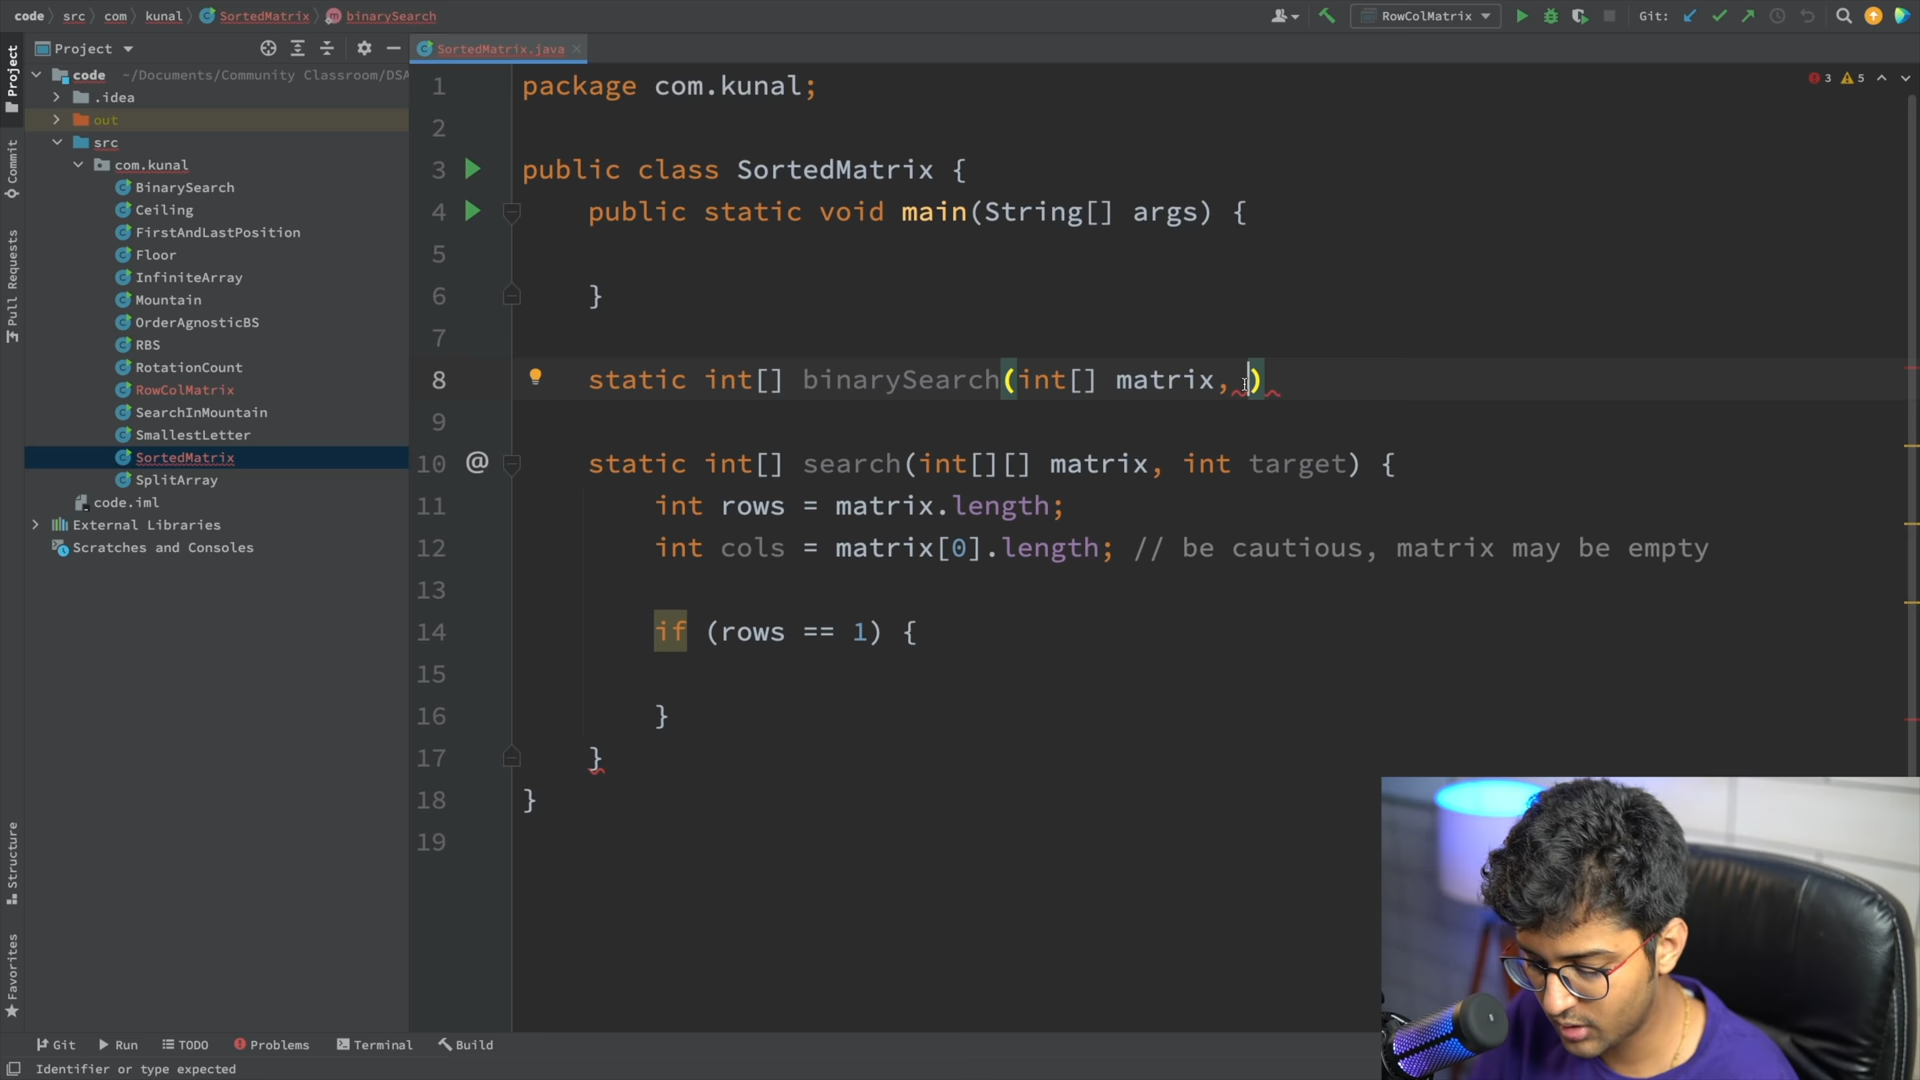 code
src
com
kunal
SortedMatrix
binarySearch
RowColMatrix
Git:
Project
SortedMatrix.java
code ~/Documents/Community Classroom/DSA
.idea
out
src
com.kunal
BinarySearch
Ceiling
FirstAndLastPosition
Floor
InfiniteArray
Mountain
OrderAgnosticBS
RBS
RotationCount
RowColMatrix
SearchInMountain
SmallestLetter
SortedMatrix
SplitArray
code.iml
External Libraries
Scratches and Consoles
Project
Commit
Pull Requests
Structure
Favorites
3 5
1 package com.kunal;
2
3 public class SortedMatrix {
4 public static void main(String[] args) {
5
6 }
7
8 static int[] binarySearch(int[] matrix, )
9
10 @ static int[] search(int[][] matrix, int target) {
11 int rows = matrix.length;
12 int cols = matrix[0].length; // be cautious, matrix may be empty
13
14 if (rows == 1) {
15
16 }
17 }
18 }
19
Git
Run
TODO
Problems
Terminal
Build
Identifier or type expected